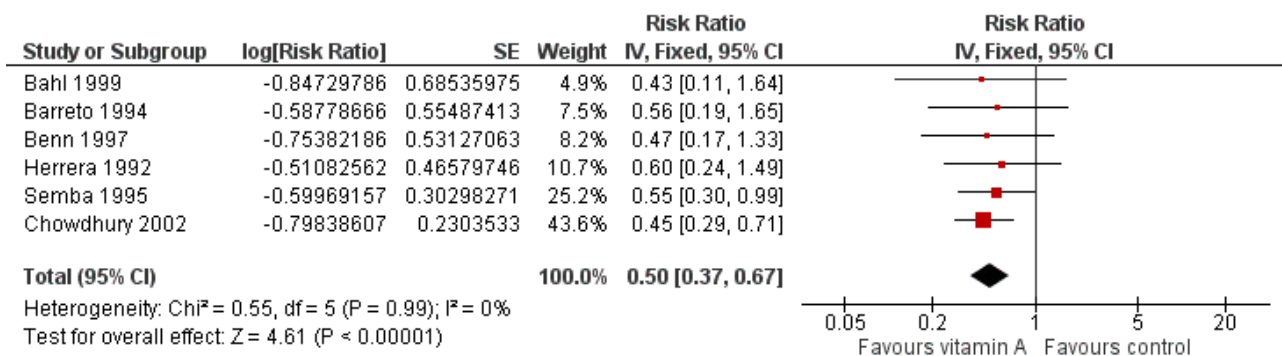 Risk Ratio Risk Ratio
Study or Subgroup log[Risk Ratio] SE Weight IV, Fixed, 95% CI IV, Fixed, 95% CI
Bahl 1999 -0.84729786 0.68535975 4.9% 0.43 [0.11, 1.64]
Barreto 1994 -0.58778666 0.55487413 7.5% 0.56 [0.19, 1.65]
Benn 1997 -0.75382186 0.53127063 8.2% 0.47 [0.17, 1.33]
Herrera 1992 -0.51082562 0.46579746 10.7% 0.60 [0.24, 1.49]
Semba 1995 -0.59969157 0.30298271 25.2% 0.55 [0.30, 0.99]
Chowdhury 2002 -0.79838607 0.2303533 43.6% 0.45 [0.29, 0.71]
Total (95% CI) 100.0% 0.50 [0.37, 0.67]
Heterogeneity: Chi² = 0.55, df = 5 (P = 0.99); I² = 0%
Test for overall effect: Z = 4.61 (P < 0.00001)
0.05 0.2 1 5 20
Favours vitamin A Favours control